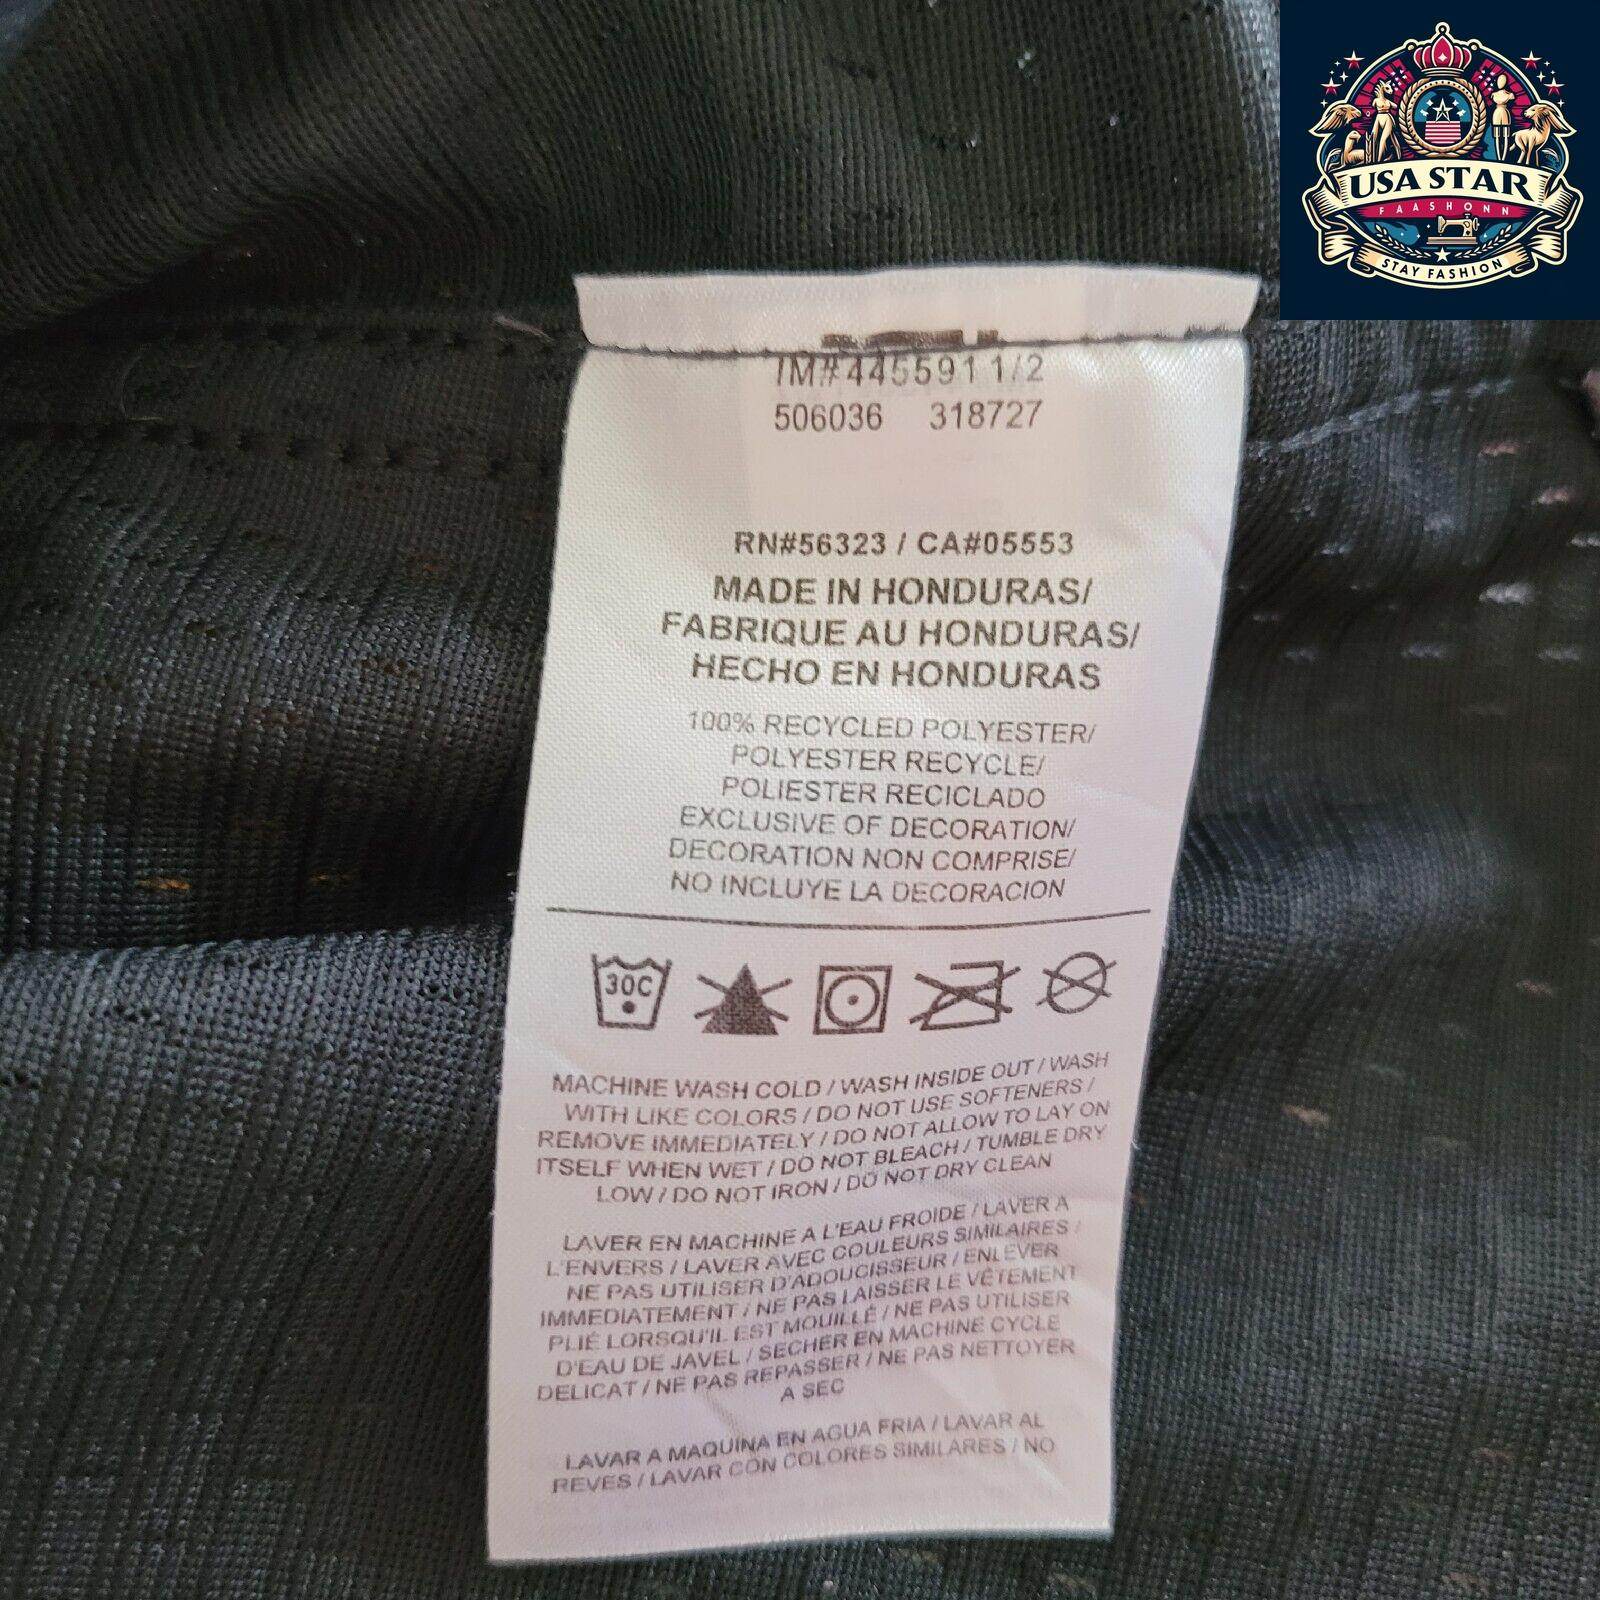 USA STAR
FAASHONN
STAY FASHION
IM#445591 1/2
506036 318727
RN#56323 / CA#05553
MADE IN HONDURAS/
FABRIQUE AU HONDURAS/
HECHO EN HONDURAS
100% RECYCLED POLYESTER/
POLYESTER RECYCLE/
POLIESTER RECICLADO
EXCLUSIVE OF DECORATION/
DECORATION NON COMPRISE/
NO INCLUYE LA DECORACION
30C
MACHINE WASH COLD / WASH INSIDE OUT / WASH
WITH LIKE COLORS / DO NOT USE SOFTENERS /
REMOVE IMMEDIATELY / DO NOT ALLOW TO LAY ON
ITSELF WHEN WET / DO NOT BLEACH / TUMBLE DRY
LOW / DO NOT IRON / DO NOT DRY CLEAN
LAVER EN MACHINE A L'EAU FROIDE / LAVER A
L'ENVERS / LAVER AVEC COULEURS SIMILAIRES /
NE PAS UTILISER D'ADOUCISSEUR / ENLEVER
IMMEDIATEMENT / NE PAS LAISSER LE VÊTEMENT
PLIÉ LORSQU'IL EST MOUILLÉ / NE PAS UTILISER
D'EAU DE JAVEL / SECHER EN MACHINE CYCLE
DELICAT / NE PAS REPASSER / NE PAS NETTOYER
A SEC
LAVAR A MAQUINA EN AGUA FRIA / LAVAR AL
REVES / LAVAR CON COLORES SIMILARES / NO